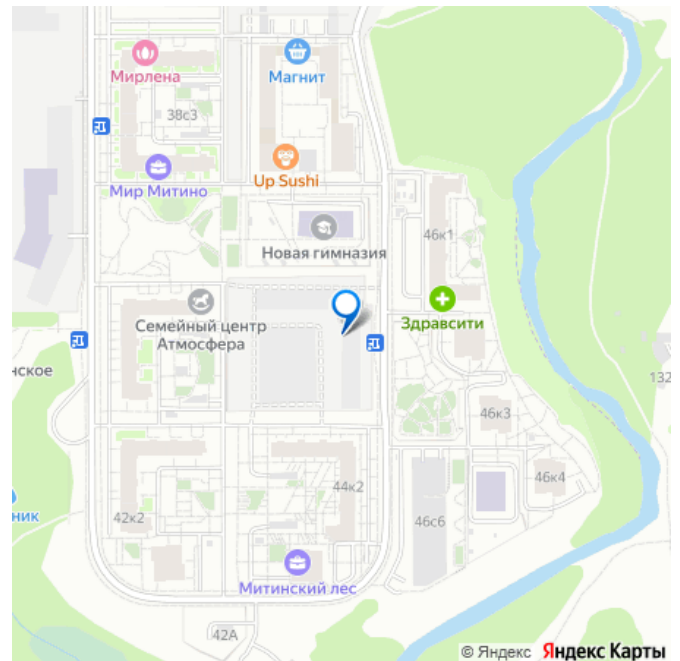 Мирлена
Магнит
38с3
Мир Митино
Up Sushi
Новая гимназия
46к1
Здравсити
Семейный центр
Атмосфера
нское
132
46к3
44к2
46к4
ник
42к2
46с6
Митинский лес
42А
© Яндекс Яндекс Карты